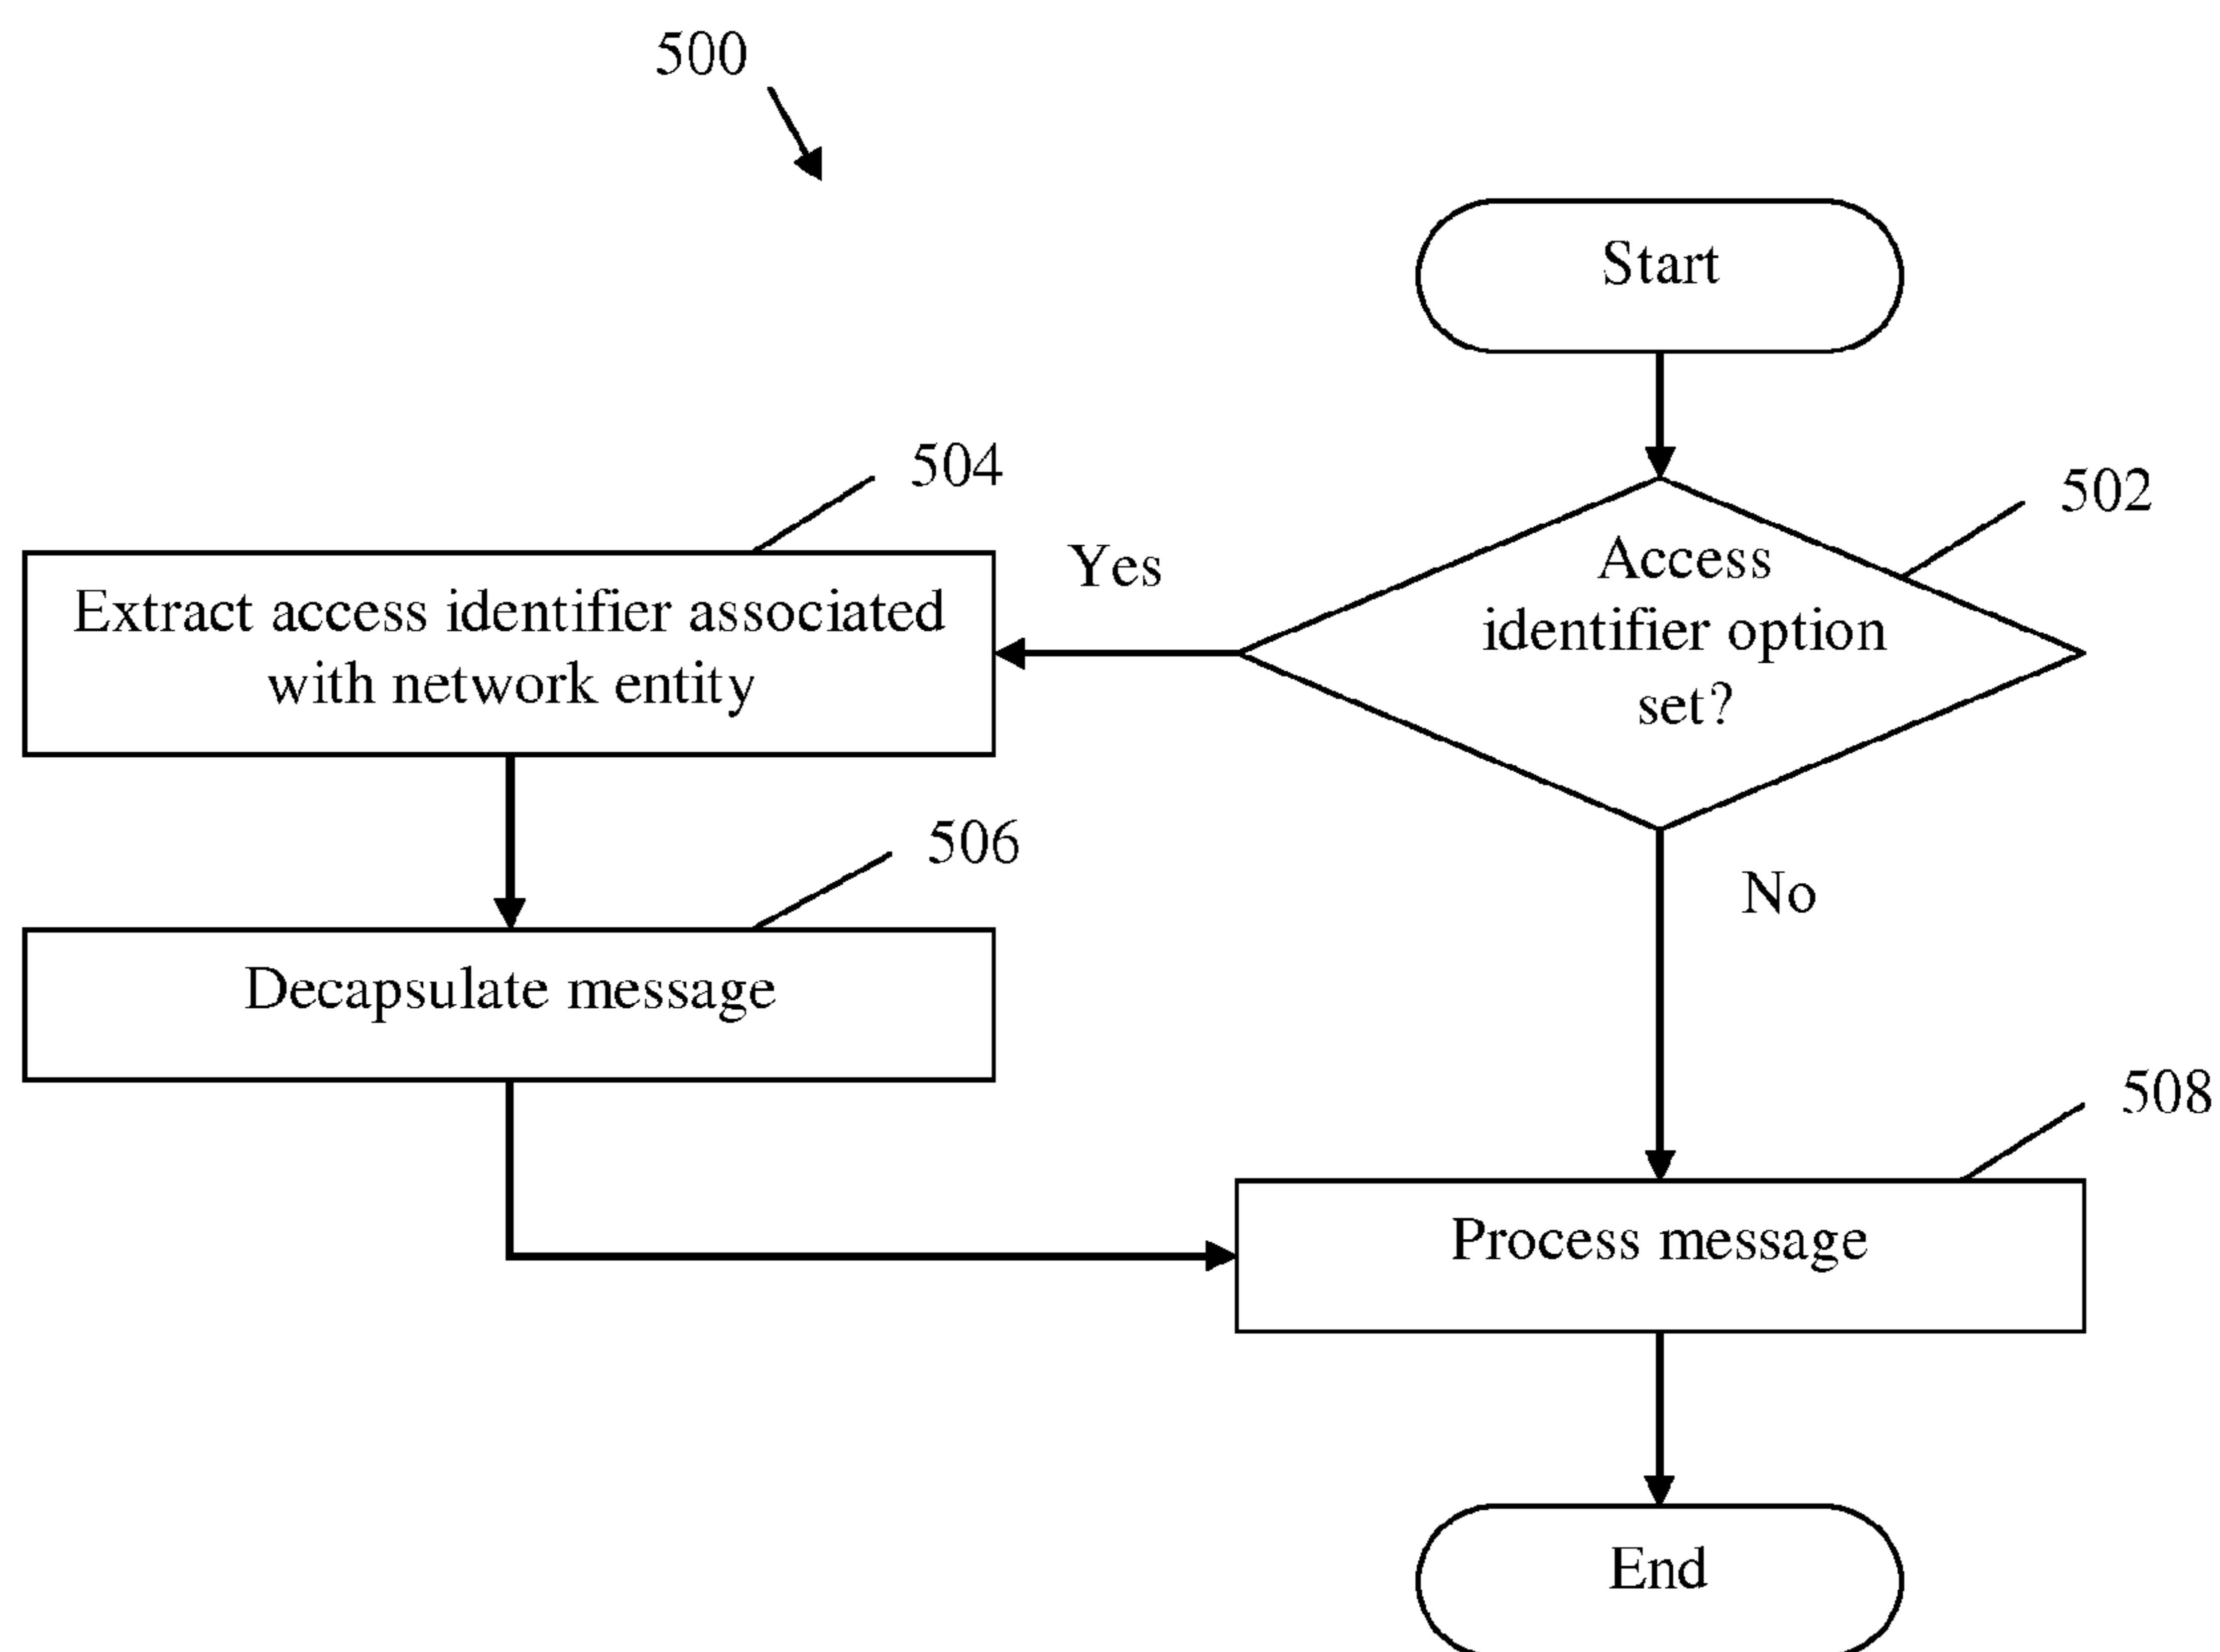 500
Start
504
502
Yes
Access
identifier option
set?
Extract access identifier associated
with network entity
506
No
Decapsulate message
508
Process message
End